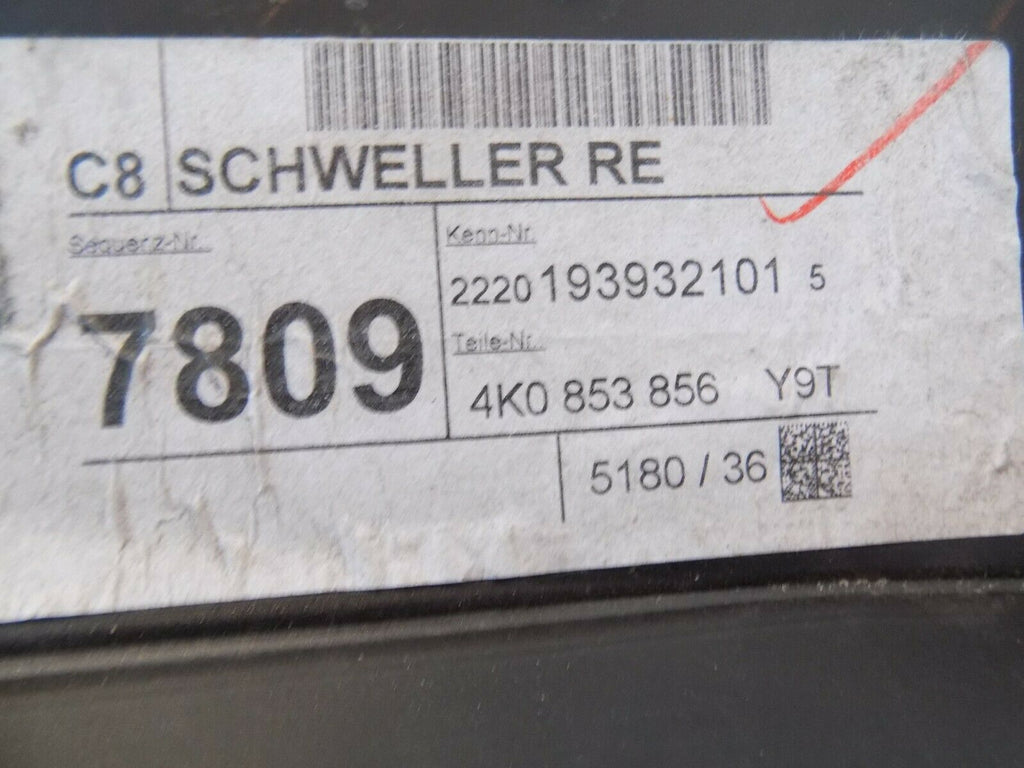 C8 SCHWELLER RE
Sequenz-Nr.
7809
Kenn-Nr.
2220193932101 5
Teile-Nr.
4K0 853 856 Y9T
5180 / 36